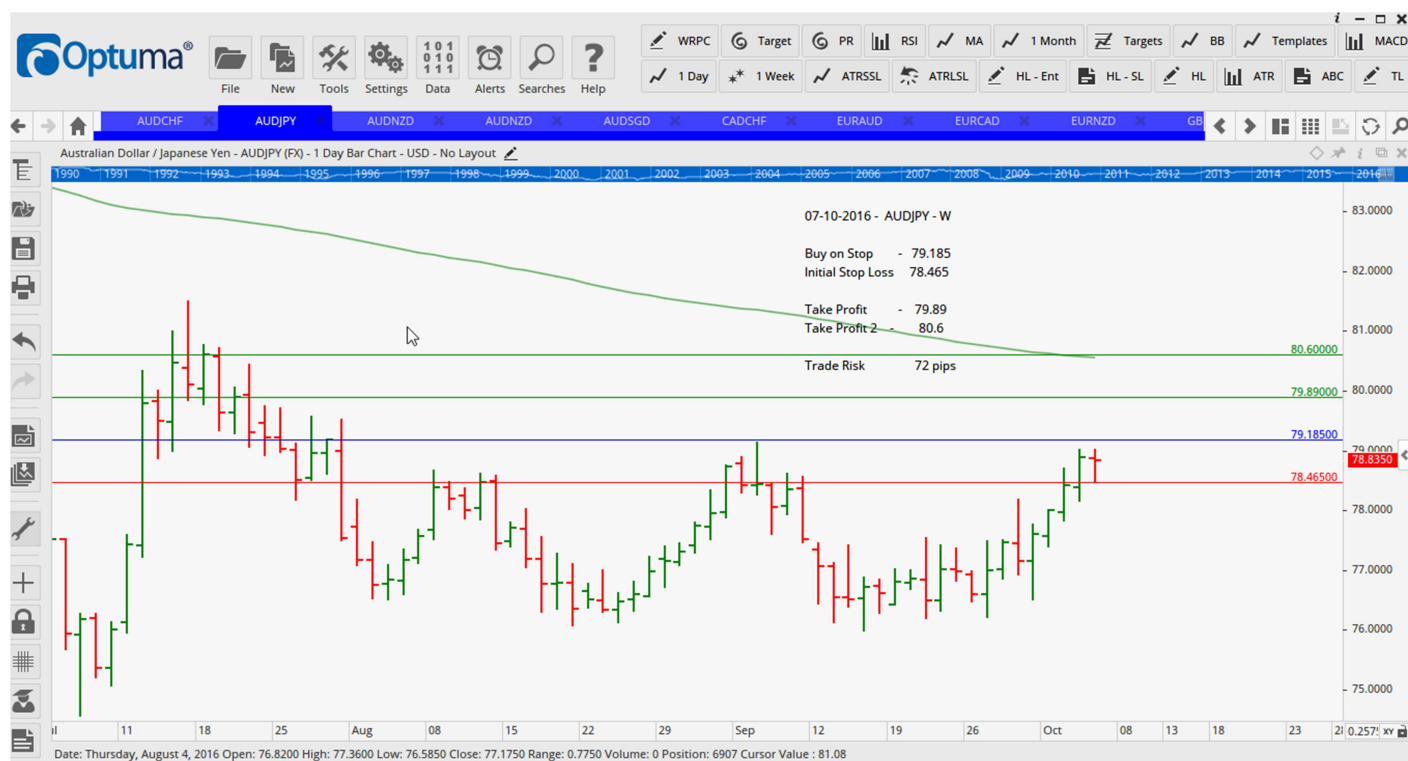 Optuma®
File New Tools Settings Data Alerts Searches Help
WRPC Target PR RSI MA 1 Month Targets BB Templates MACD
1 Day 1 Week ATRSSL ATRLSL HL - Ent HL - SL HL ATR ABC TL
AUDCHF AUDJPY AUDNZD AUDNZD AUDSGD CADCHF EURAUD EURCAD EURNZD GB
Australian Dollar / Japanese Yen - AUDJPY (FX) - 1 Day Bar Chart - USD - No Layout
1990 1991 1992 1993 1994 1995 1996 1997 1998 1999 2000 2001 2002 2003 2004 2005 2006 2007 2008 2009 2010 2011 2012 2013 2014 2015 2016
07-10-2016 - AUDJPY - W
Buy on Stop - 79.185
Initial Stop Loss 78.465
Take Profit - 79.89
Take Profit 2 - 80.6
Trade Risk 72 pips
83.0000
82.0000
81.0000
80.60000
80.0000
79.89000
79.18500
79.0000
78.8350
78.46500
78.0000
77.0000
76.0000
75.0000
11 18 25 Aug 08 15 22 29 Sep 12 19 26 Oct 08 13 18 23
XY
Date: Thursday, August 4, 2016 Open: 76.8200 High: 77.3600 Low: 76.5850 Close: 77.1750 Range: 0.7750 Volume: 0 Position: 6907 Cursor Value : 81.08